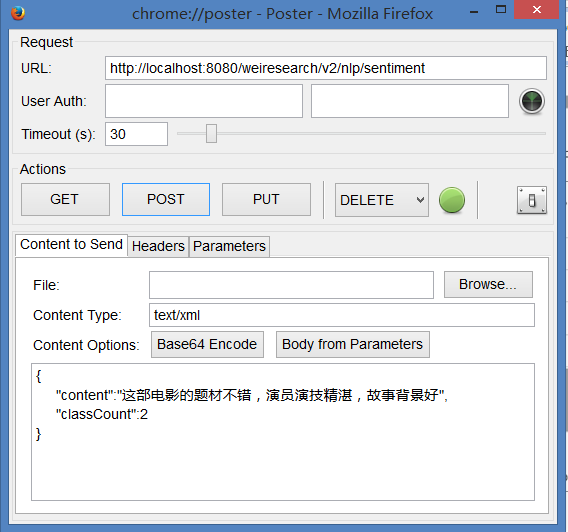 chrome://poster - Poster - Mozilla Firefox
Request
URL: http://localhost:8080/weiresearch/v2/nlp/sentiment
User Auth:
Timeout (s): 30
Actions
GET POST PUT DELETE
Content to Send Headers Parameters
File: Browse...
Content Type: text/xml
Content Options: Base64 Encode Body from Parameters
{
"content":"这部电影的题材不错，演员演技精湛，故事背景好",
"classCount":2
}